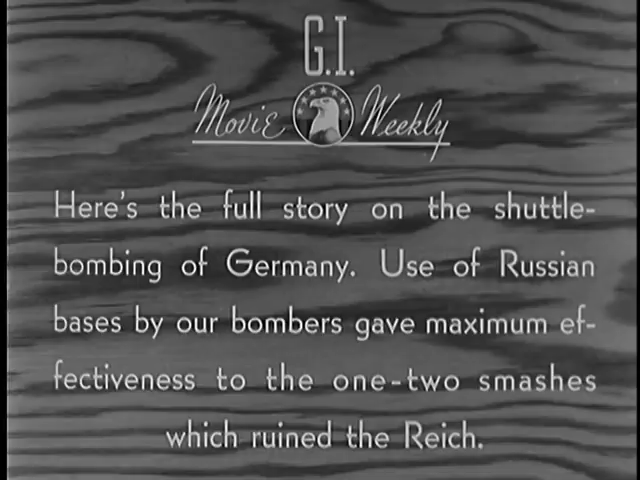 G.I.
Movie Weekly
Here's the full story on the shuttle-
bombing of Germany. Use of Russian
bases by our bombers gave maximum ef-
fectiveness to the one-two smashes
which ruined the Reich.